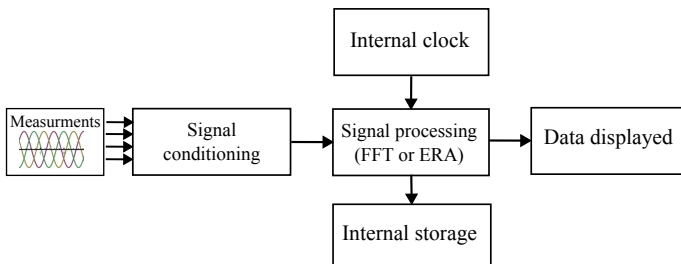 Internal clock
Measurments
Signal
conditioning
Signal processing
(FFT or ERA)
Data displayed
Internal storage